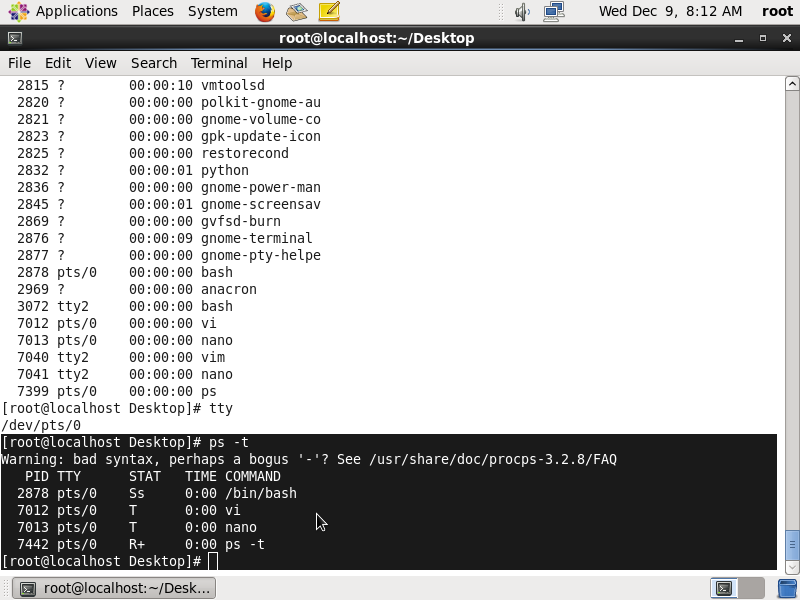 Applications Places System Wed Dec 9, 8:12 AM root
root@localhost:~/Desktop
File Edit View Search Terminal Help
2815 ? 00:00:10 vmtoolsd
2820 ? 00:00:00 polkit-gnome-au
2821 ? 00:00:00 gnome-volume-co
2823 ? 00:00:00 gpk-update-icon
2825 ? 00:00:00 restorecond
2832 ? 00:00:01 python
2836 ? 00:00:00 gnome-power-man
2845 ? 00:00:01 gnome-screensav
2869 ? 00:00:00 gvfsd-burn
2876 ? 00:00:09 gnome-terminal
2877 ? 00:00:00 gnome-pty-helpe
2878 pts/0 00:00:00 bash
2969 ? 00:00:00 anacron
3072 tty2 00:00:00 bash
7012 pts/0 00:00:00 vi
7013 pts/0 00:00:00 nano
7040 tty2 00:00:00 vim
7041 tty2 00:00:00 nano
7399 pts/0 00:00:00 ps
[root@localhost Desktop]# tty
/dev/pts/0
[root@localhost Desktop]# ps -t
Warning: bad syntax, perhaps a bogus '-'? See /usr/share/doc/procps-3.2.8/FAQ
PID TTY STAT TIME COMMAND
2878 pts/0 Ss 0:00 /bin/bash
7012 pts/0 T 0:00 vi
7013 pts/0 T 0:00 nano
7442 pts/0 R+ 0:00 ps -t
[root@localhost Desktop]#
root@localhost:~/Desk...